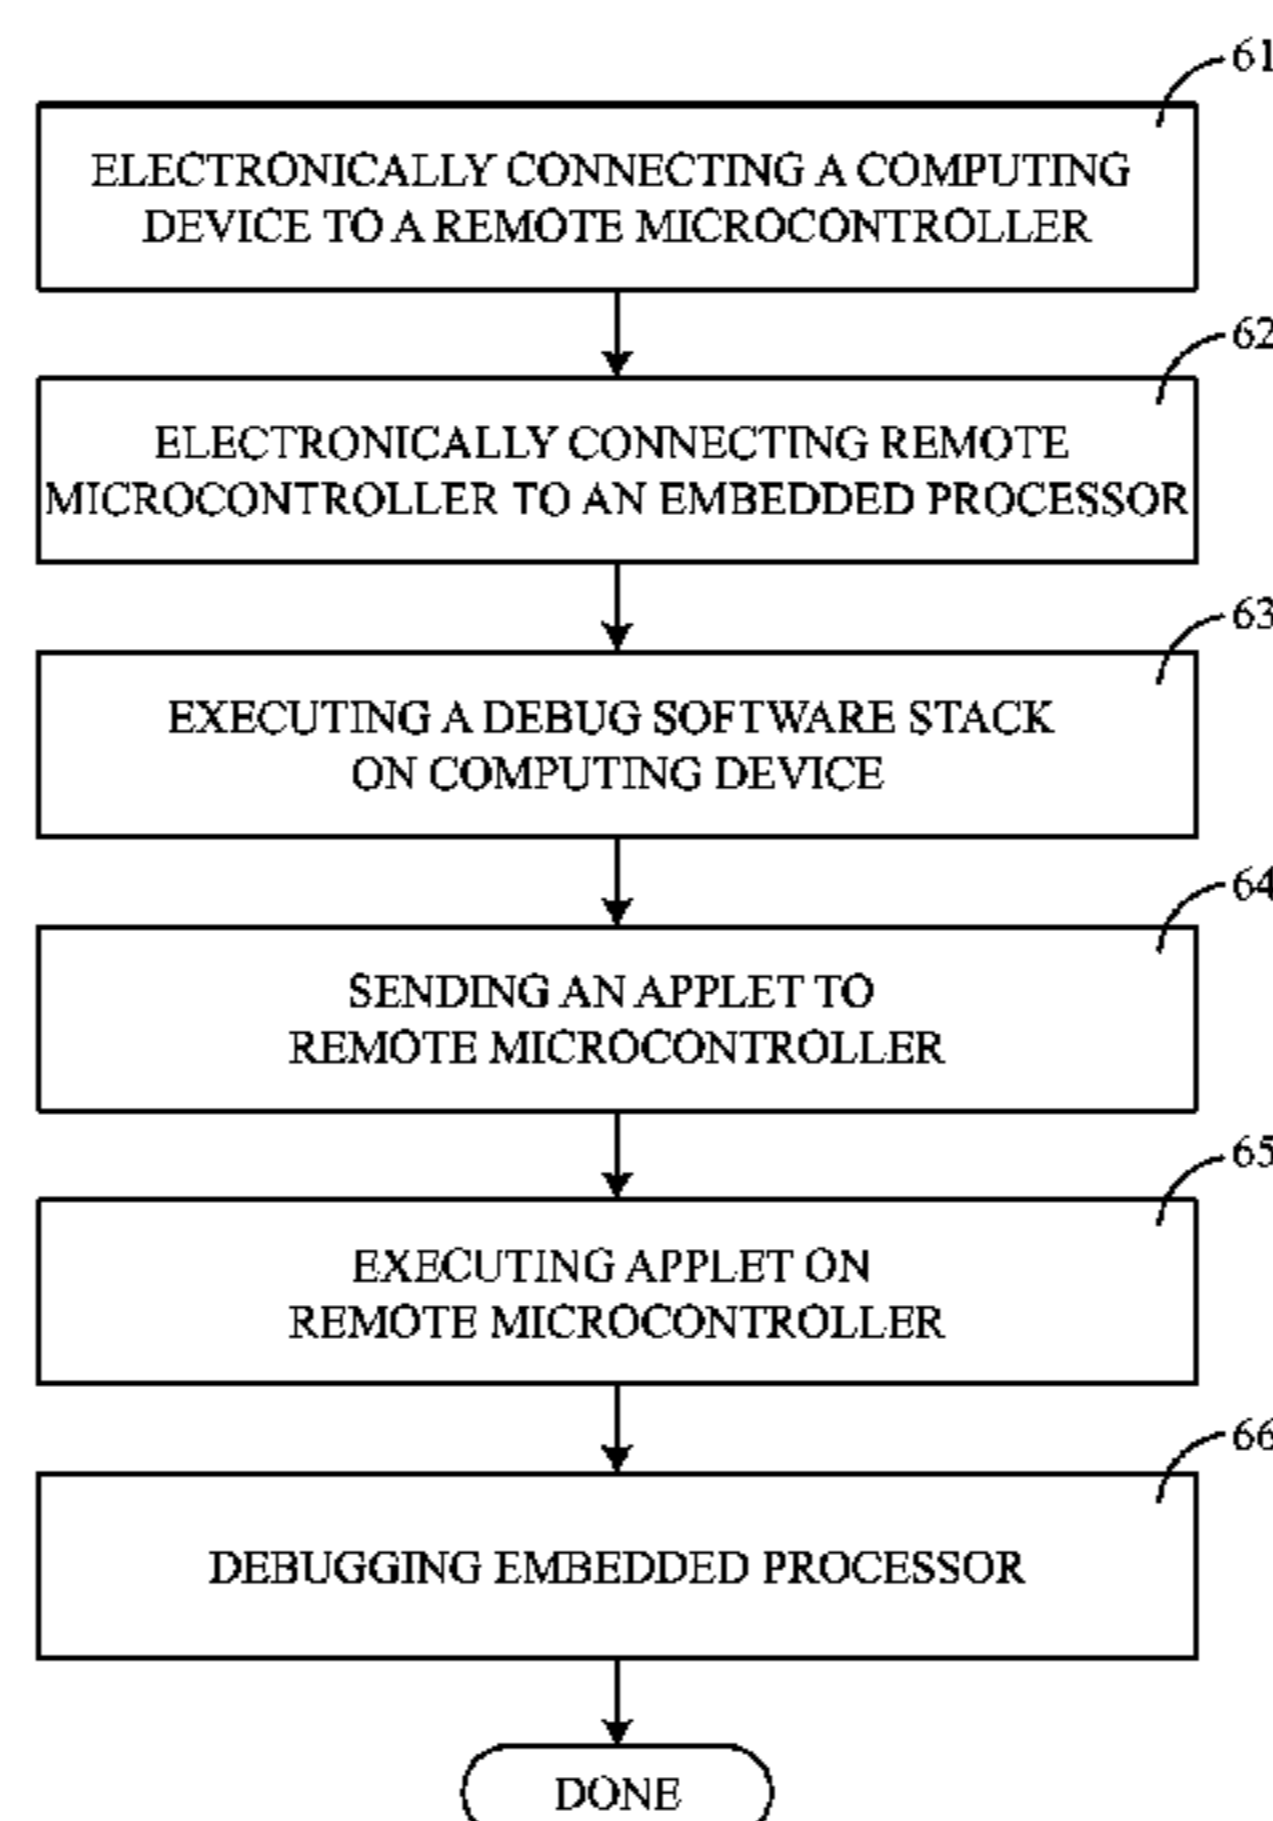 61
ELECTRONICALLY CONNECTING A COMPUTING
DEVICE TO A REMOTE MICROCONTROLLER
62
ELECTRONICALLY CONNECTING REMOTE
MICROCONTROLLER TO AN EMBEDDED PROCESSOR
63
EXECUTING A DEBUG SOFTWARE STACK
ON COMPUTING DEVICE
64
SENDING AN APPLET TO
REMOTE MICROCONTROLLER
65
EXECUTING APPLET ON
REMOTE MICROCONTROLLER
66
DEBUGGING EMBEDDED PROCESSOR
DONE